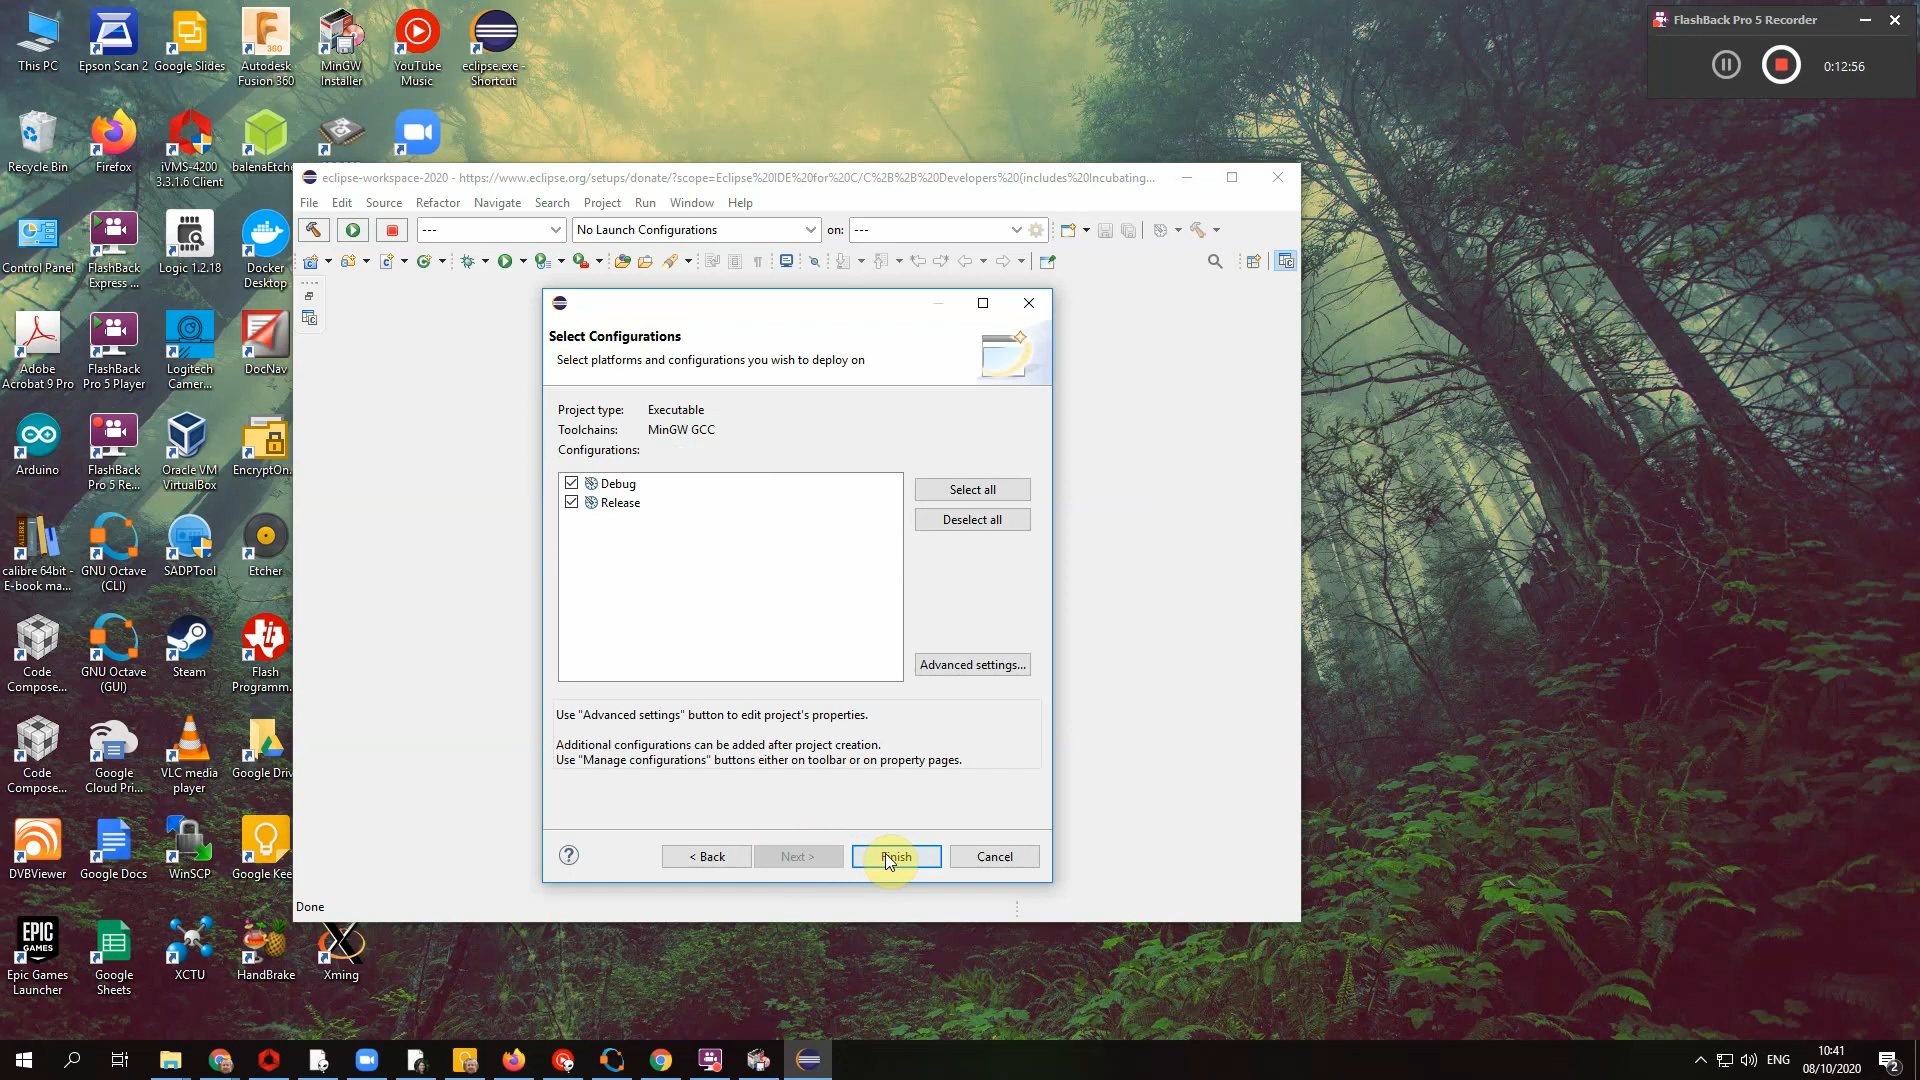 This PC
Epson Scan 2
Google Slides
Autodesk
Fusion 360
MinGW
Installer
YouTube
Music
eclipse.exe -
Shortcut
FlashBack Pro 5 Recorder
0:12:56
Recycle Bin
Firefox
iVMS-4200
3.3.1.6 Client
balenaEtche
eclipse-workspace-2020 - https://www.eclipse.org/setups/donate/?scope=Eclipse%20IDE%20for%20C/C%2B%2B%20Developers%20(includes%20Incubating...
File Edit Source Refactor Navigate Search Project Run Window Help
--- No Launch Configurations on: ---
Control Panel
FlashBack
Express ...
Logic 1.2.18
Docker
Desktop
Select Configurations
Select platforms and configurations you wish to deploy on
Project type: Executable
Toolchains: MinGW GCC
Configurations:
Debug
Release
Select all
Deselect all
Advanced settings...
Use "Advanced settings" button to edit project's properties.
Additional configurations can be added after project creation.
Use "Manage configurations" buttons either on toolbar or on property pages.
< Back Next > Finish Cancel
Done
Adobe
Acrobat 9 Pro
FlashBack
Pro 5 Player
Logitech
Camer...
DocNav
Arduino
FlashBack
Pro 5 Re...
Oracle VM
VirtualBox
EncryptOn.
calibre 64bit -
E-book ma...
GNU Octave
(CLI)
SADPTool
Etcher
Code
Compose...
GNU Octave
(GUI)
Steam
Flash
Programm.
Code
Compose...
Google
Cloud Pri...
VLC media
player
Google Driv
DVBViewer
Google Docs
WinSCP
Google Kee
EPIC
GAMES
Epic Games
Launcher
Google
Sheets
XCTU
HandBrake
Xming
ENG
10:41
08/10/2020
2